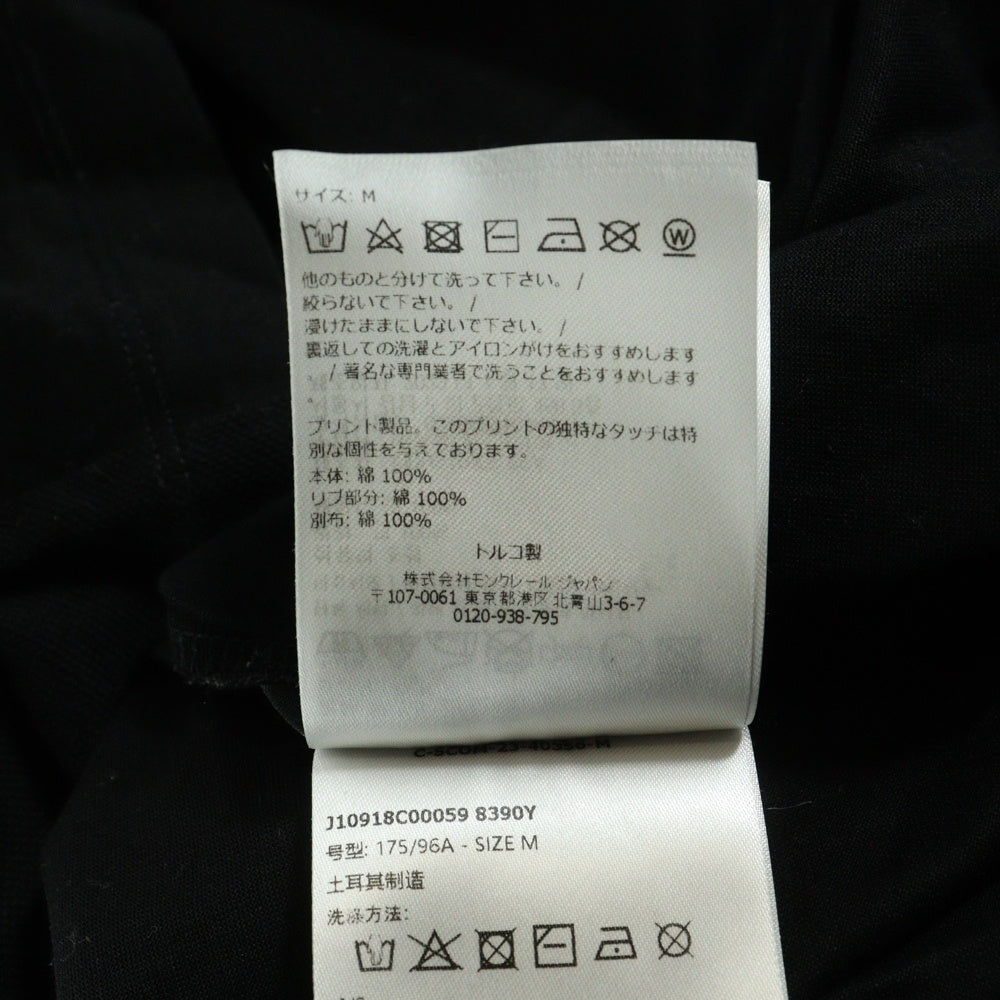 サイズ: M
W
他のものと分けて洗って下さい。 /
絞らないで下さい。 /
浸けたままにしないで下さい。 /
裏返しての洗濯とアイロンがけをおすすめします
/ 著名な専門業者で洗うことをおすすめします
。
プリント製品。このプリントの独特なタッチは特
別な個性を与えております。
本体: 綿 100%
リブ部分: 綿 100%
別布: 綿 100%
トルコ製
株式会社モンクレール ジャパン
〒107-0061 東京都港区 北青山3-6-7
0120-938-795
J10918C00059 8390Y
号型: 175/96A - SIZE M
土耳其制造
洗涤方法: